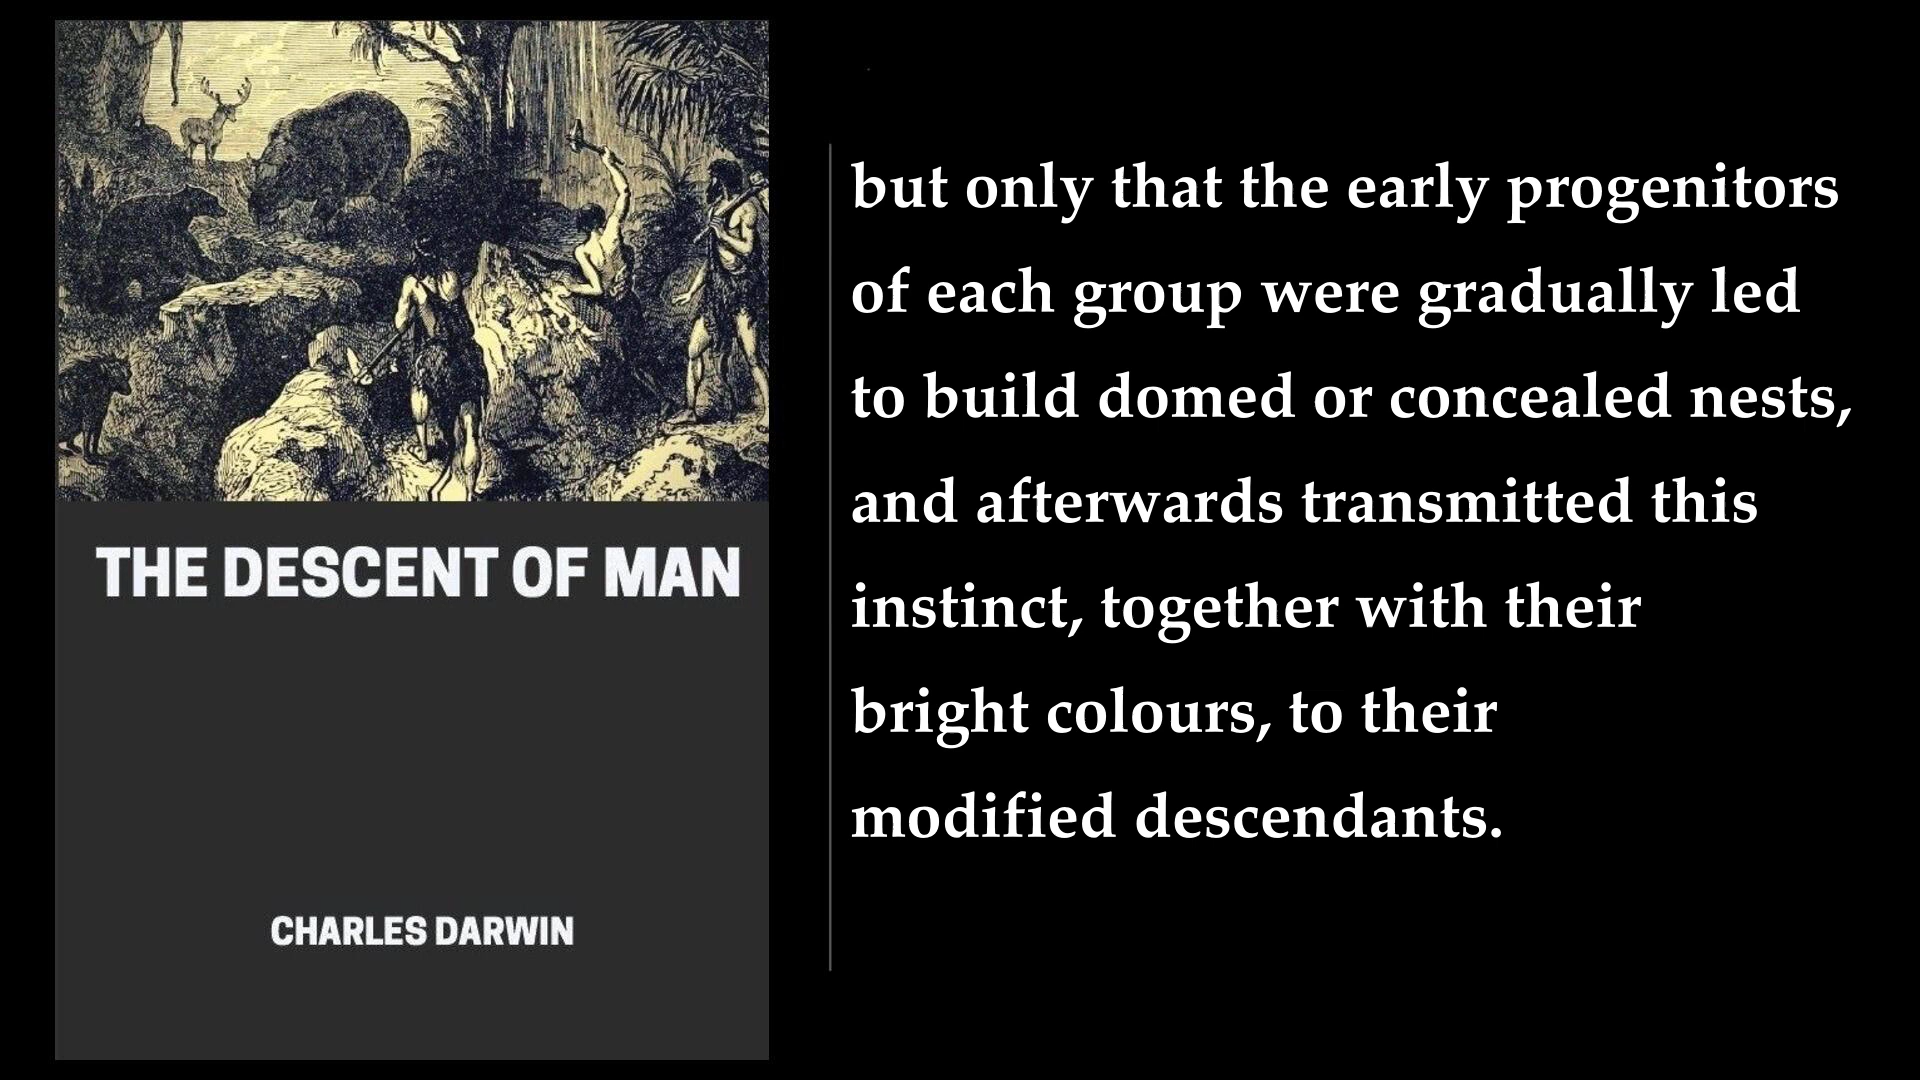 THE DESCENT OF MAN
CHARLES DARWIN
but only that the early progenitors
of each group were gradually led
to build domed or concealed nests,
and afterwards transmitted this
instinct, together with their
bright colours, to their
modified descendants.